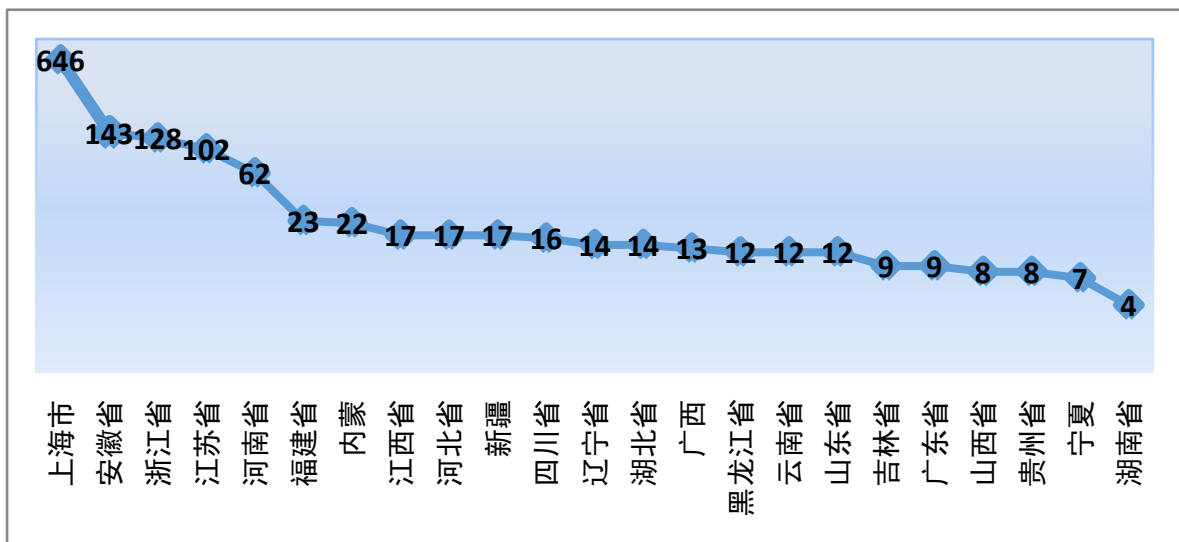 646
143
128
102
62
23
22
17
17
17
16
14
14
13
12
12
12
9
9
8
8
7
4
上海市
安徽省
浙江省
江苏省
河南省
福建省
内蒙
江西省
河北省
新疆
四川省
辽宁省
湖北省
广西
黑龙江省
云南省
山东省
吉林省
广东省
山西省
贵州省
宁夏
湖南省